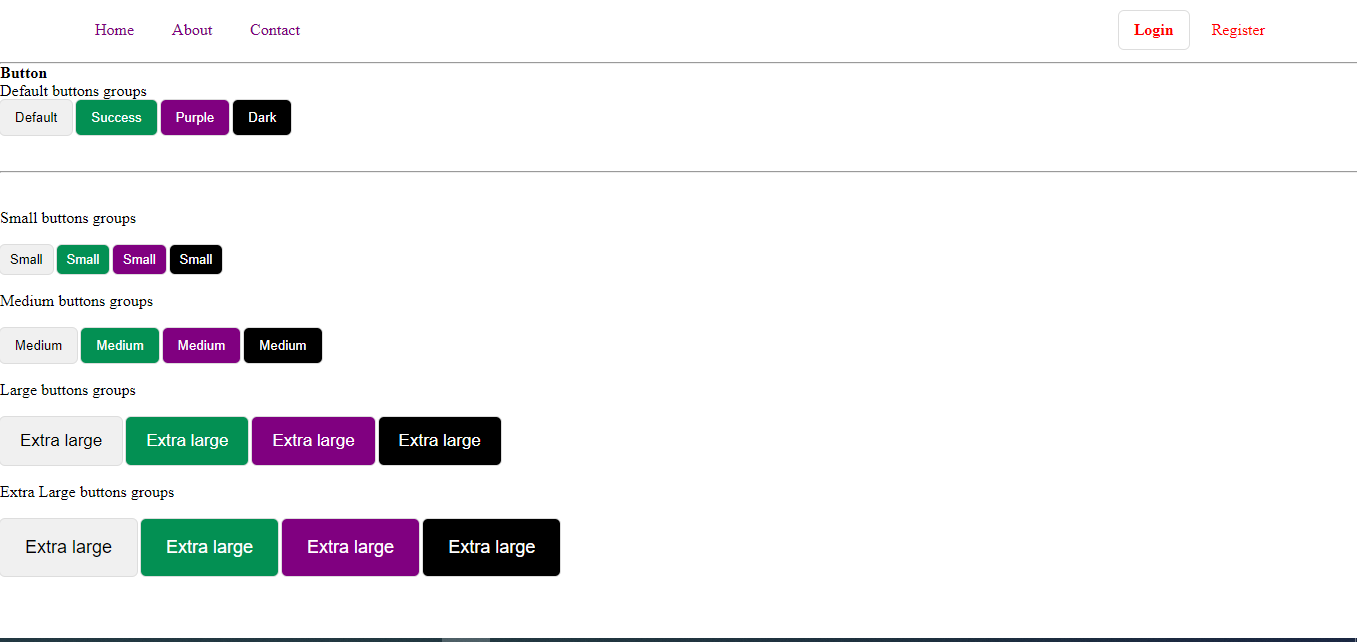 Home About Contact Login Register
Button
Default buttons groups
Default Success Purple Dark
Small buttons groups
Small Small Small Small
Medium buttons groups
Medium Medium Medium Medium
Large buttons groups
Extra large Extra large Extra large Extra large
Extra Large buttons groups
Extra large Extra large Extra large Extra large